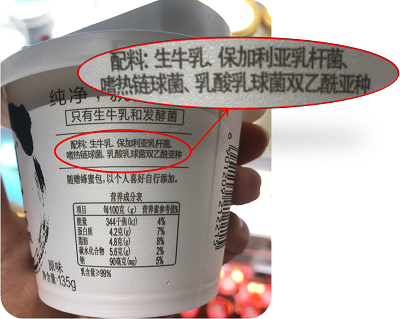 配料: 生牛乳、保加利亚乳杆菌、
嗜热链球菌、乳酸乳球菌双乙酰亚种
纯净,
只有生牛乳和发酵菌
配料: 生牛乳、保加利亚乳杆菌、
嗜热链球菌、乳酸乳球菌双乙酰亚种
随赠蜂蜜包,以个人喜好自行添加。
营养成分表
项目 每100克(g) 营养素参考值%
能量 344千焦(kJ) 4%
蛋白质 4.2克(g) 7%
脂肪 4.8克(g) 8%
碳水化合物 5.6克(g) 2%
钠 90毫克(mg) 5%
乳含量≥99%
原味
135g